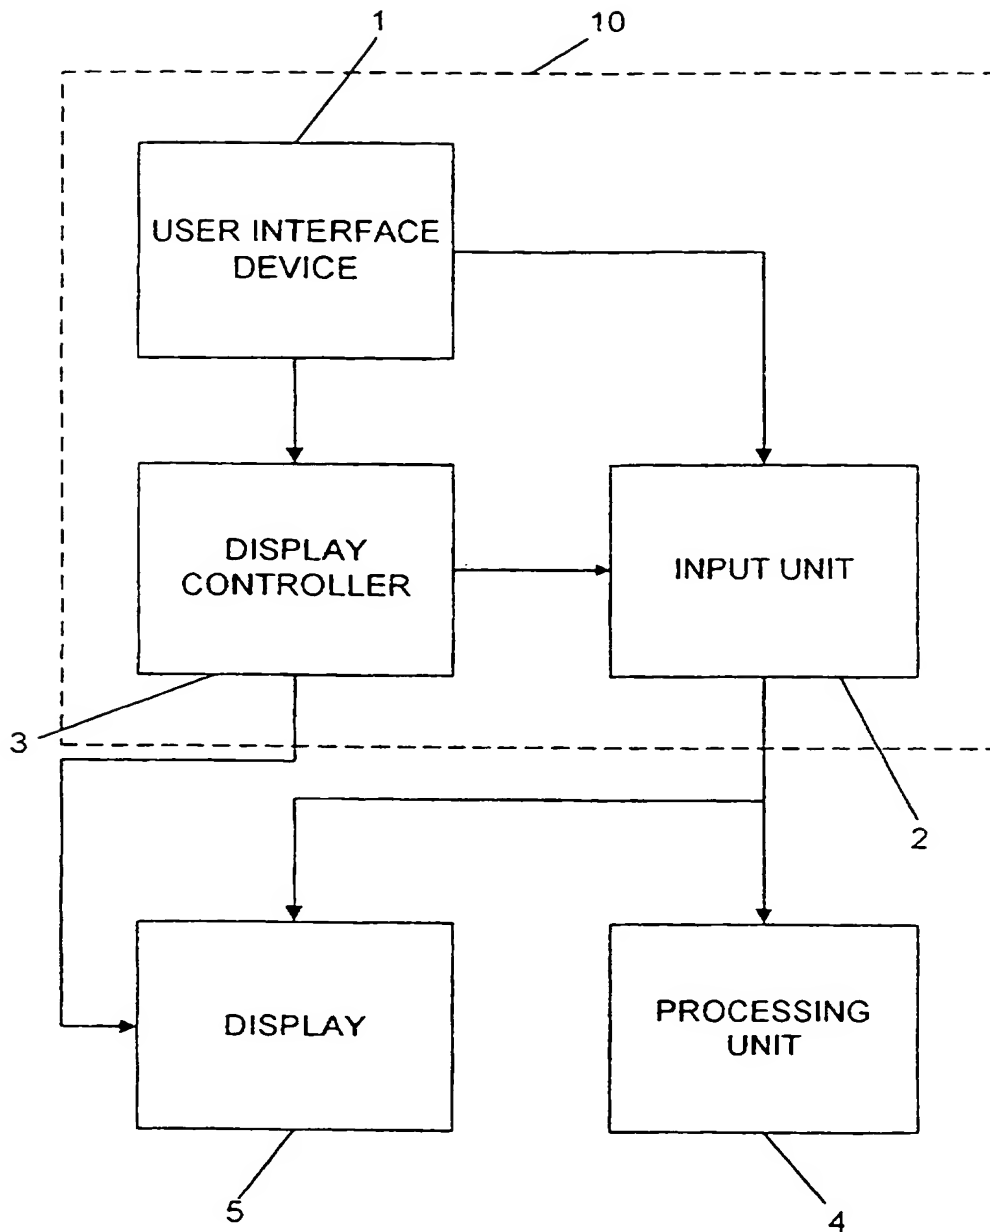 1
10
USER INTERFACE
DEVICE
DISPLAY
CONTROLLER
INPUT UNIT
3
2
DISPLAY
PROCESSING
UNIT
5
4